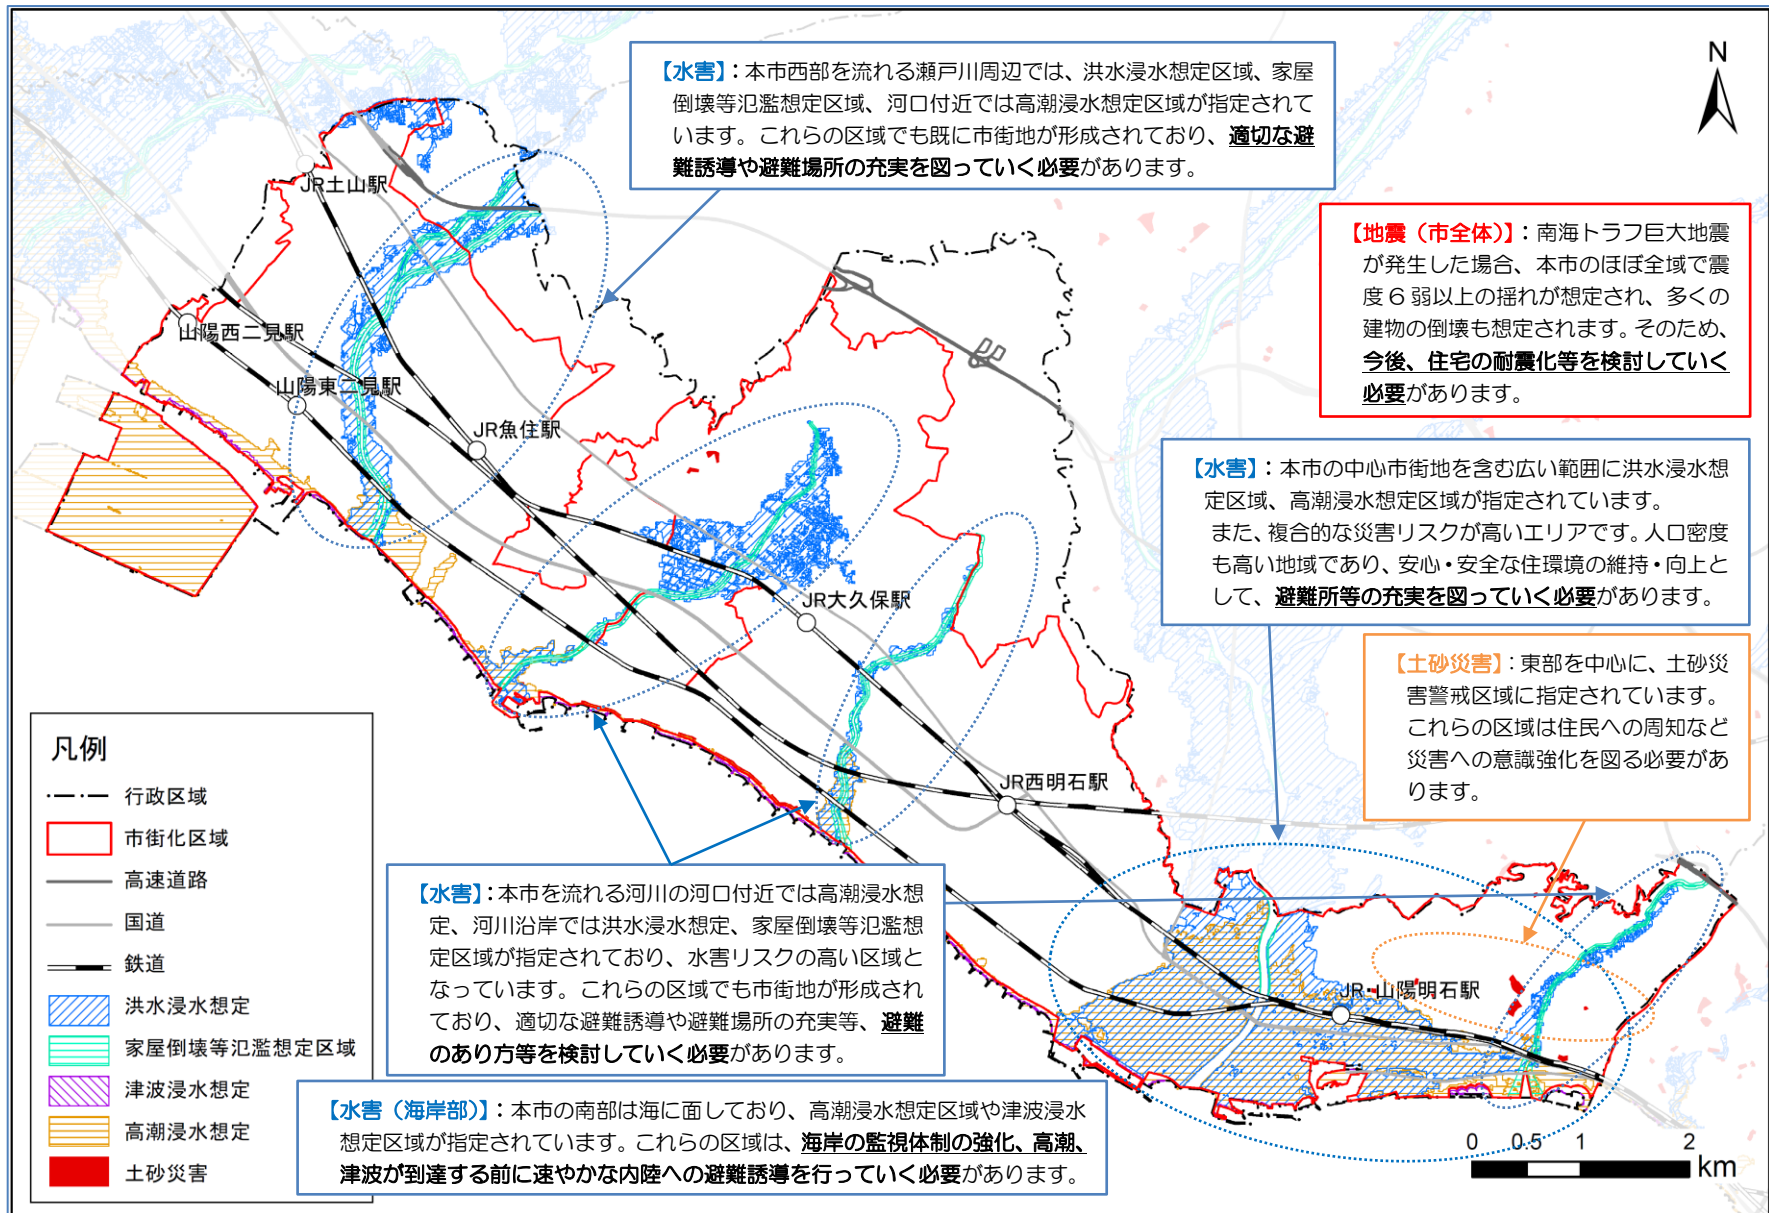 【水害】：本市西部を流れる瀬戸川周辺では、洪水浸水想定区域、家屋
倒壊等氾濫想定区域、河口付近では高潮浸水想定区域が指定されて
います。これらの区域でも既に市街地が形成されており、適切な避
難誘導や避難場所の充実を図っていく必要があります。
N
【地震（市全体）】：南海トラフ巨大地震
が発生した場合、本市のほぼ全域で震
度６弱以上の揺れが想定され、多くの
建物の倒壊も想定されます。そのため、
今後、住宅の耐震化等を検討していく
必要があります。
JR土山駅
山陽西二見駅
山陽東二見駅
JR魚住駅
JR大久保駅
JR西明石駅
JR・山陽明石駅
【水害】：本市の中心市街地を含む広い範囲に洪水浸水想
定区域、高潮浸水想定区域が指定されています。
また、複合的な災害リスクが高いエリアです。人口密度
も高い地域であり、安心・安全な住環境の維持・向上と
して、避難所等の充実を図っていく必要があります。
【土砂災害】：東部を中心に、土砂災
害警戒区域に指定されています。
これらの区域は住民への周知など
災害への意識強化を図る必要があ
ります。
凡例
行政区域
市街化区域
高速道路
国道
鉄道
洪水浸水想定
家屋倒壊等氾濫想定区域
津波浸水想定
高潮浸水想定
土砂災害
【水害】：本市を流れる河川の河口付近では高潮浸水想
定、河川沿岸では洪水浸水想定、家屋倒壊等氾濫想
定区域が指定されており、水害リスクの高い区域と
なっています。これらの区域でも市街地が形成され
ており、適切な避難誘導や避難場所の充実等、避難
のあり方等を検討していく必要があります。
【水害（海岸部）】：本市の南部は海に面しており、高潮浸水想定区域や津波浸水
想定区域が指定されています。これらの区域は、海岸の監視体制の強化、高潮、
津波が到達する前に速やかな内陸への避難誘導を行っていく必要があります。
0 0.5 1 2
km